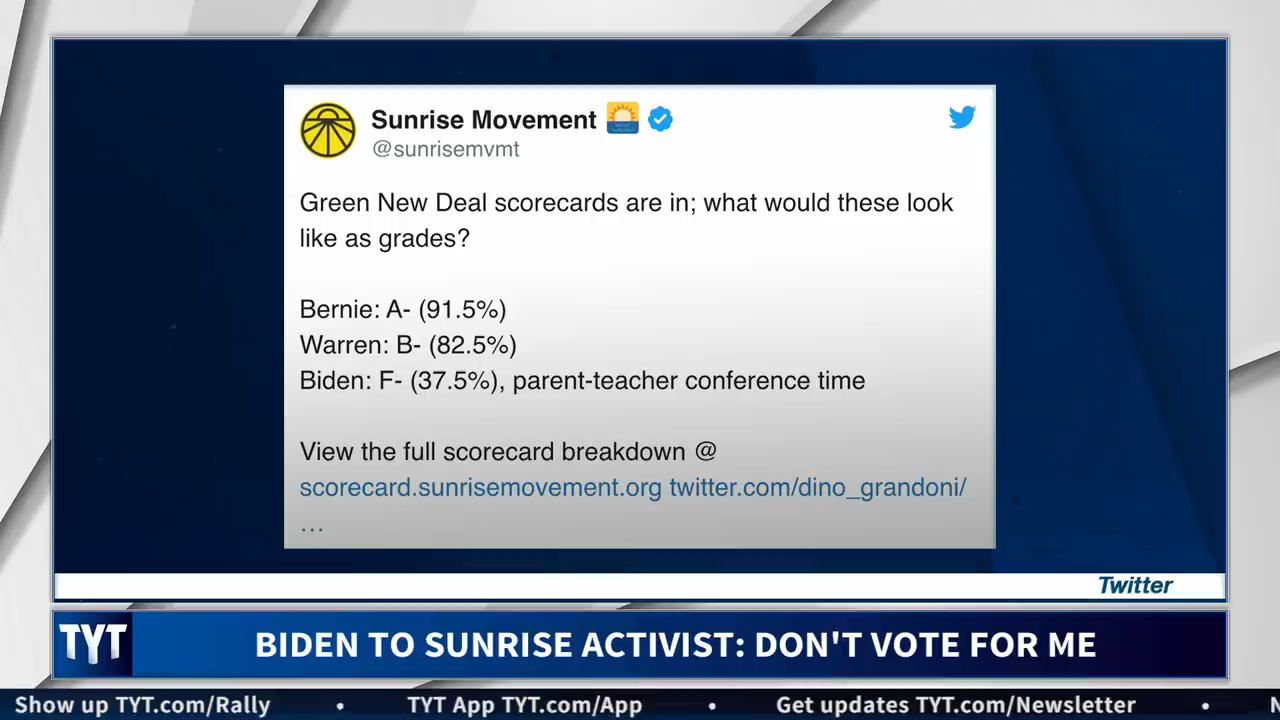 Sunrise Movement
@sunrisemvmt
Green New Deal scorecards are in; what would these look
like as grades?
Bernie: A- (91.5%)
Warren: B- (82.5%)
Biden: F- (37.5%), parent-teacher conference time
View the full scorecard breakdown @
scorecard.sunrisemovement.org twitter.com/dino_grandoni/
…
Twitter
TYT BIDEN TO SUNRISE ACTIVIST: DON'T VOTE FOR ME
Show up TYT.com/Rally • TYT App TYT.com/App • Get updates TYT.com/Newsletter •